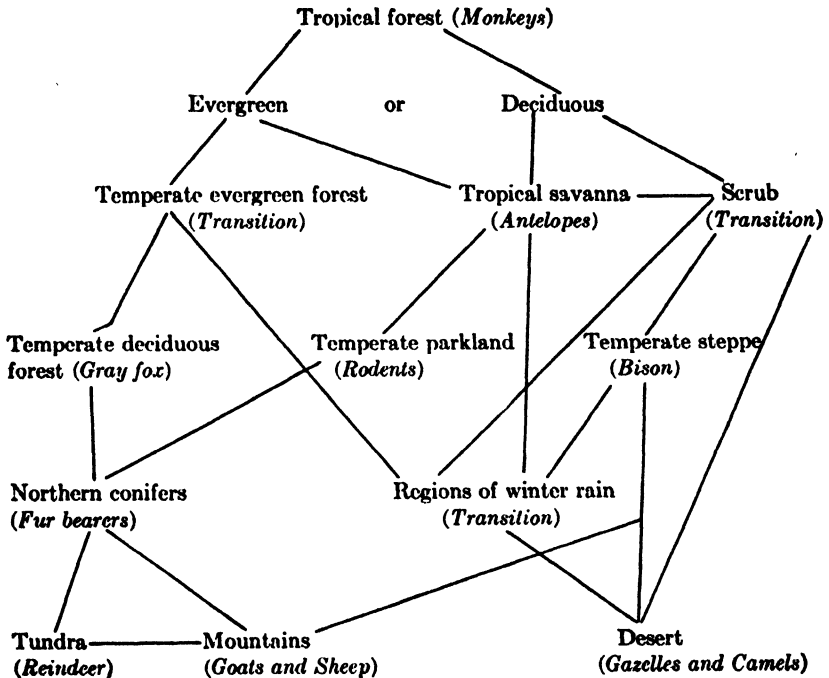 Tropical forest (Monkeys)
Evergreen or Deciduous
Temperate evergreen forest Tropical savanna Scrub
(Transition) (Antelopes) (Transition)
Temperate deciduous Temperate parkland Temperate steppe
forest (Gray fox) (Rodents) (Bison)
Northern conifers Regions of winter rain
(Fur bearers) (Transition)
Tundra Mountains Desert
(Reindeer) (Goats and Sheep) (Gazelles and Camels)